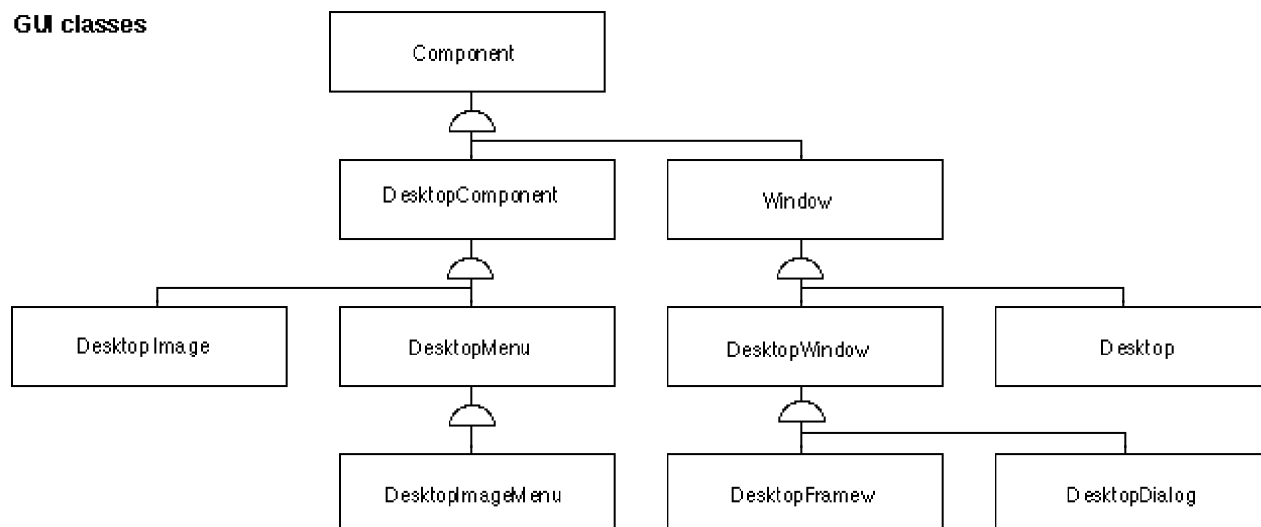 GUI classes
Component
DesktopComponent
Window
DesktopImage
DesktopMenu
DesktopWindow
Desktop
DesktopImageMenu
DesktopFramew
DesktopDialog